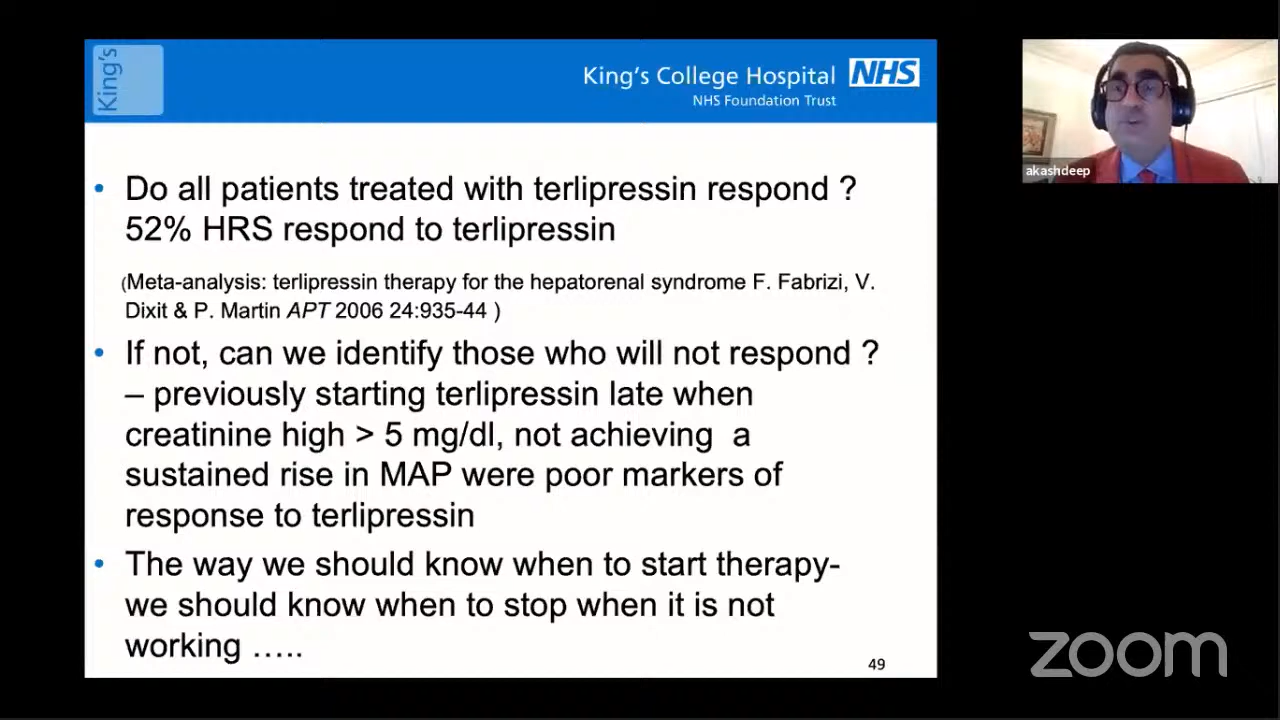 King's
King's College Hospital NHS
NHS Foundation Trust
akashdeep
• Do all patients treated with terlipressin respond ?
52% HRS respond to terlipressin
(Meta-analysis: terlipressin therapy for the hepatorenal syndrome F. Fabrizi, V.
Dixit & P. Martin APT 2006 24:935-44 )
• If not, can we identify those who will not respond ?
– previously starting terlipressin late when
creatinine high > 5 mg/dl, not achieving a
sustained rise in MAP were poor markers of
response to terlipressin
• The way we should know when to start therapy-
we should know when to stop when it is not
working …..
49
zoom